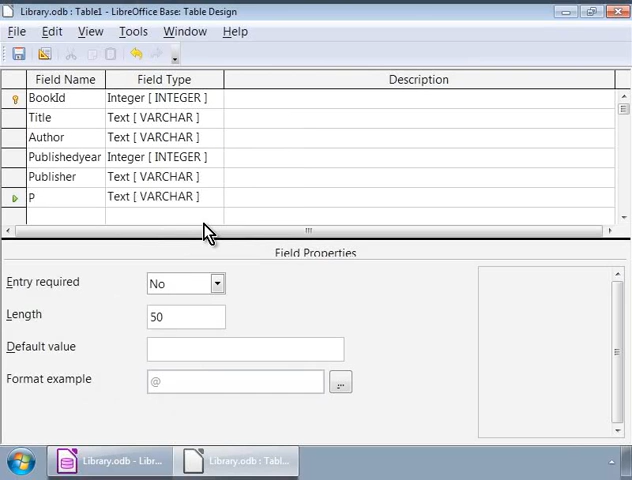 Library.odb : Table1 - LibreOffice Base: Table Design
File Edit View Tools Window Help
Field Name Field Type Description
BookId Integer [ INTEGER ]
Title Text [ VARCHAR ]
Author Text [ VARCHAR ]
Publishedyear Integer [ INTEGER ]
Publisher Text [ VARCHAR ]
P Text [ VARCHAR ]
Field Properties
Entry required No
Length 50
Default value
Format example @ ...
Library.odb - Libr... Library.odb : Tabl...